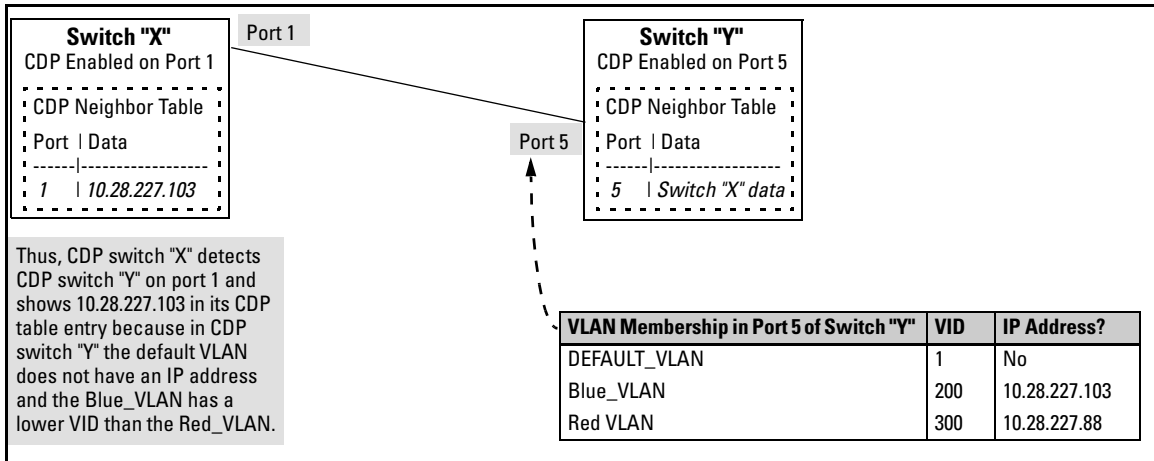 Switch "X"
CDP Enabled on Port 1
CDP Neighbor Table
Port | Data
------|------------------
1 | 10.28.227.103
Port 1
Switch "Y"
CDP Enabled on Port 5
CDP Neighbor Table
Port | Data
------|------------------
5 | Switch "X" data
Port 5
Thus, CDP switch "X" detects
CDP switch "Y" on port 1 and
shows 10.28.227.103 in its CDP
table entry because in CDP
switch "Y" the default VLAN
does not have an IP address
and the Blue_VLAN has a
lower VID than the Red_VLAN.
VLAN Membership in Port 5 of Switch "Y" VID IP Address?
DEFAULT_VLAN 1 No
Blue_VLAN 200 10.28.227.103
Red VLAN 300 10.28.227.88